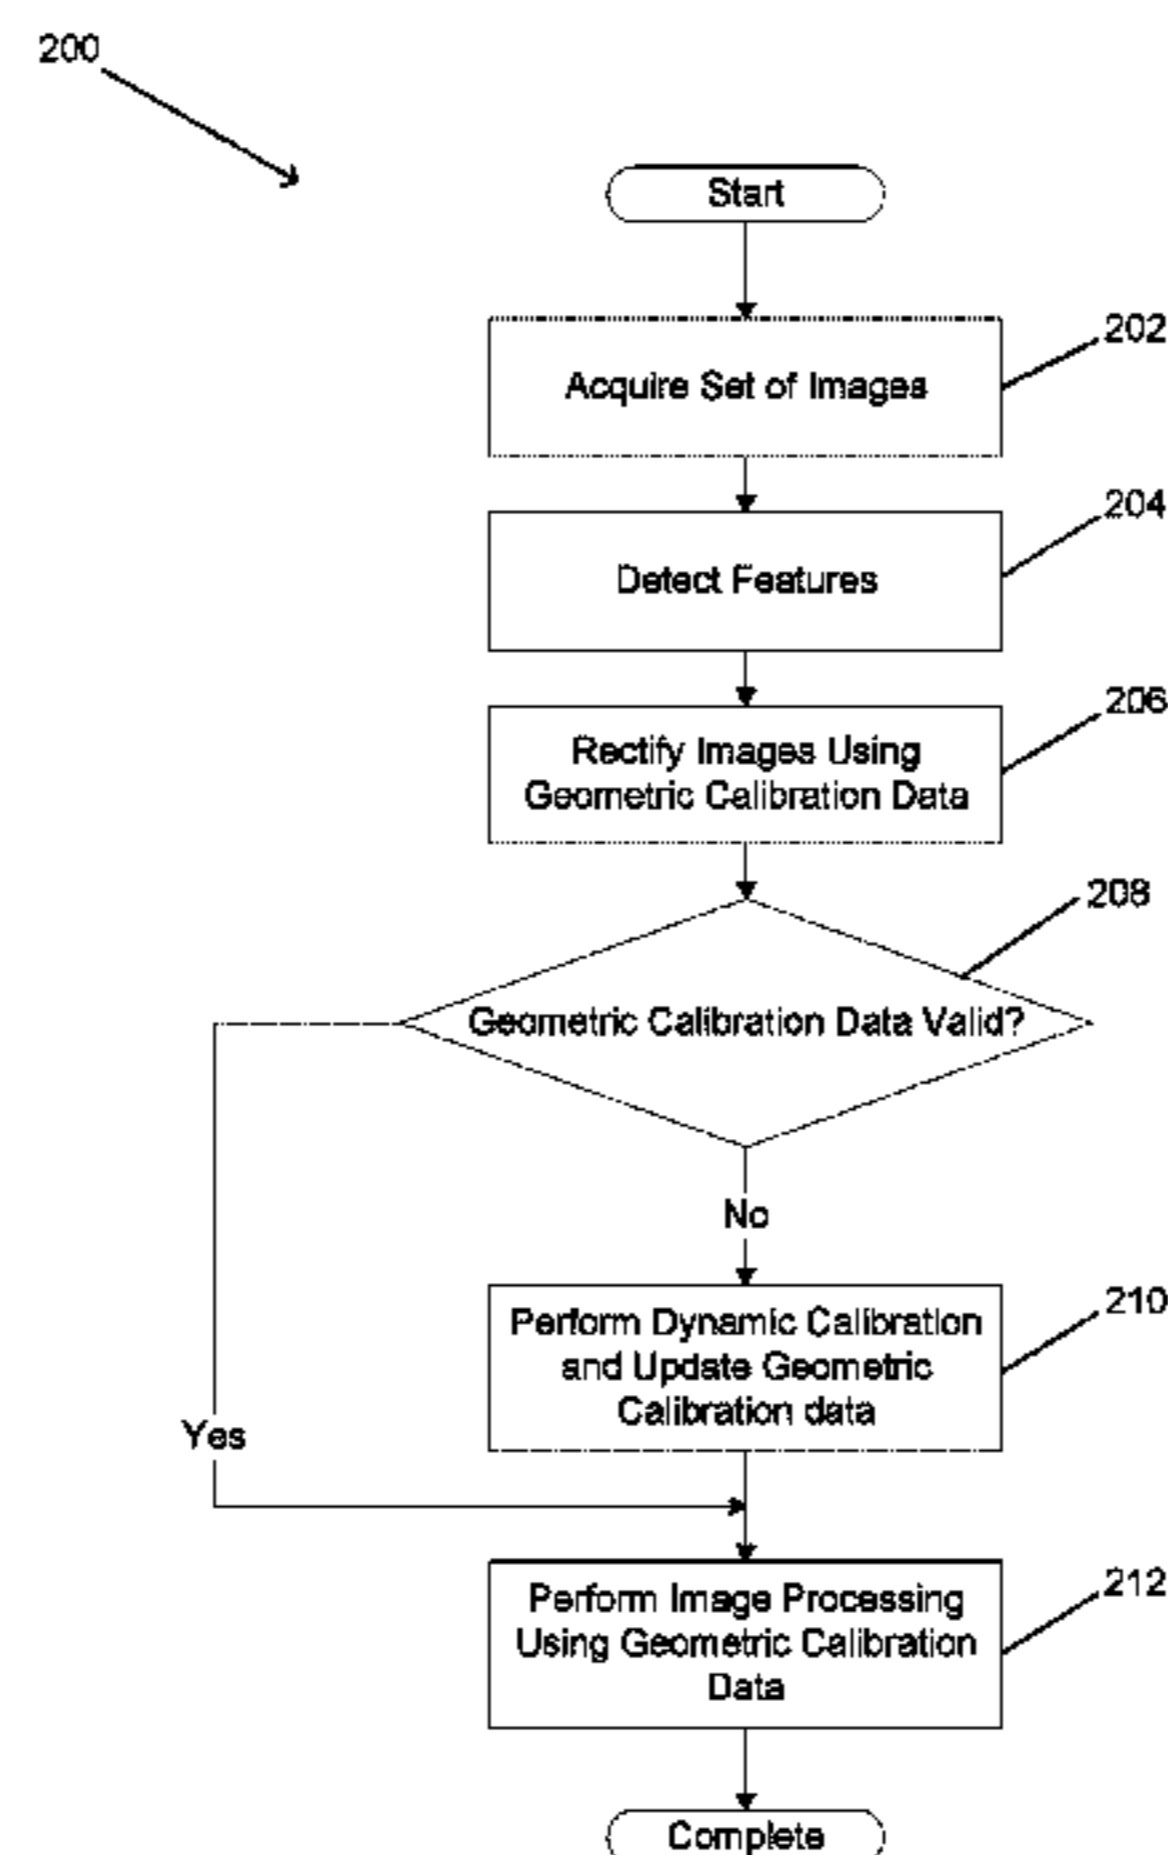 200
Start
202
Acquire Set of Images
204
Detect Features
206
Rectify Images Using
Geometric Calibration Data
208
Geometric Calibration Data Valid?
No
210
Perform Dynamic Calibration
and Update Geometric
Calibration data
Yes
212
Perform Image Processing
Using Geometric Calibration
Data
Complete